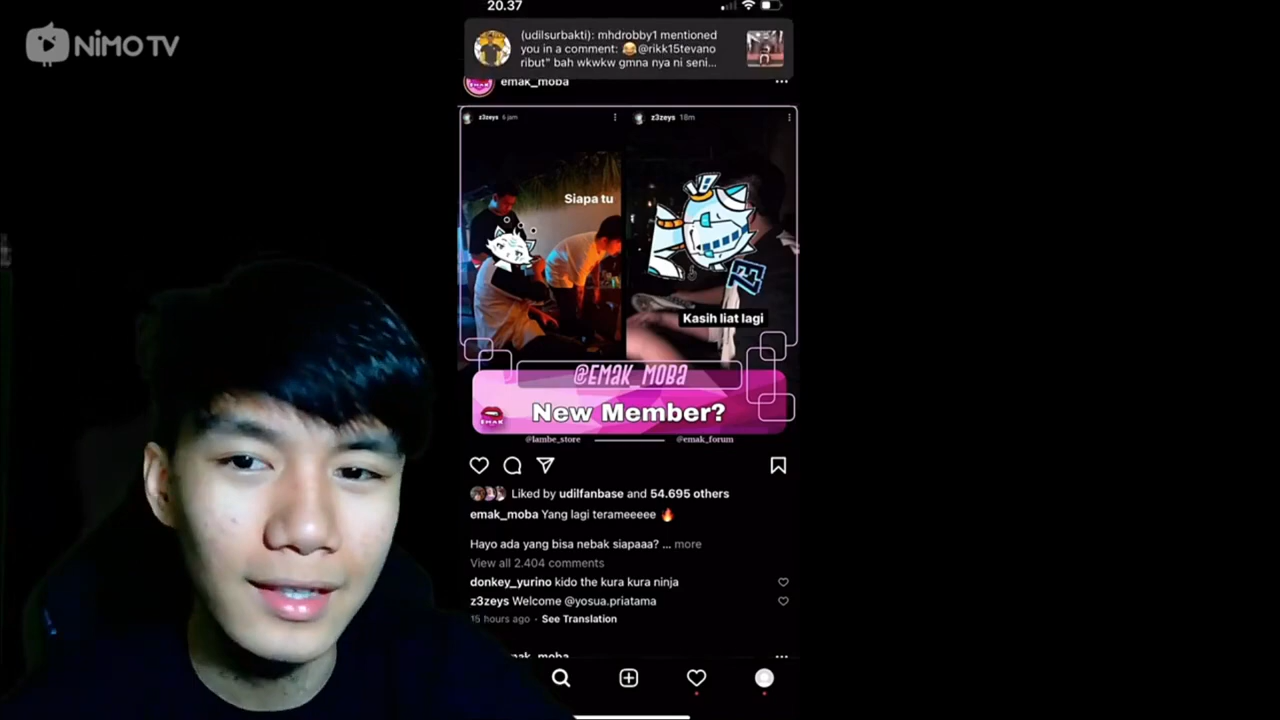 NIMO TV
20.37
(udilsurbakti): mhdrobby1 mentioned
you in a comment: 😂@rikk15tevano
ribut" bah wkwkw gmna nya ni seni...
emak_moba
z3zeys 6 jam
z3zeys 18m
Siapa tu
Kasih liat lagi
@EMAK_MOBA
EMAK
New Member?
@lambe_store
@emak_forum
Liked by udilfanbase and 54.695 others
emak_moba Yang lagi terameeeee 🔥
Hayo ada yang bisa nebak siapaaa? ... more
View all 2.404 comments
donkey_yurino kido the kura kura ninja
z3zeys Welcome @yosua.priatama
15 hours ago · See Translation